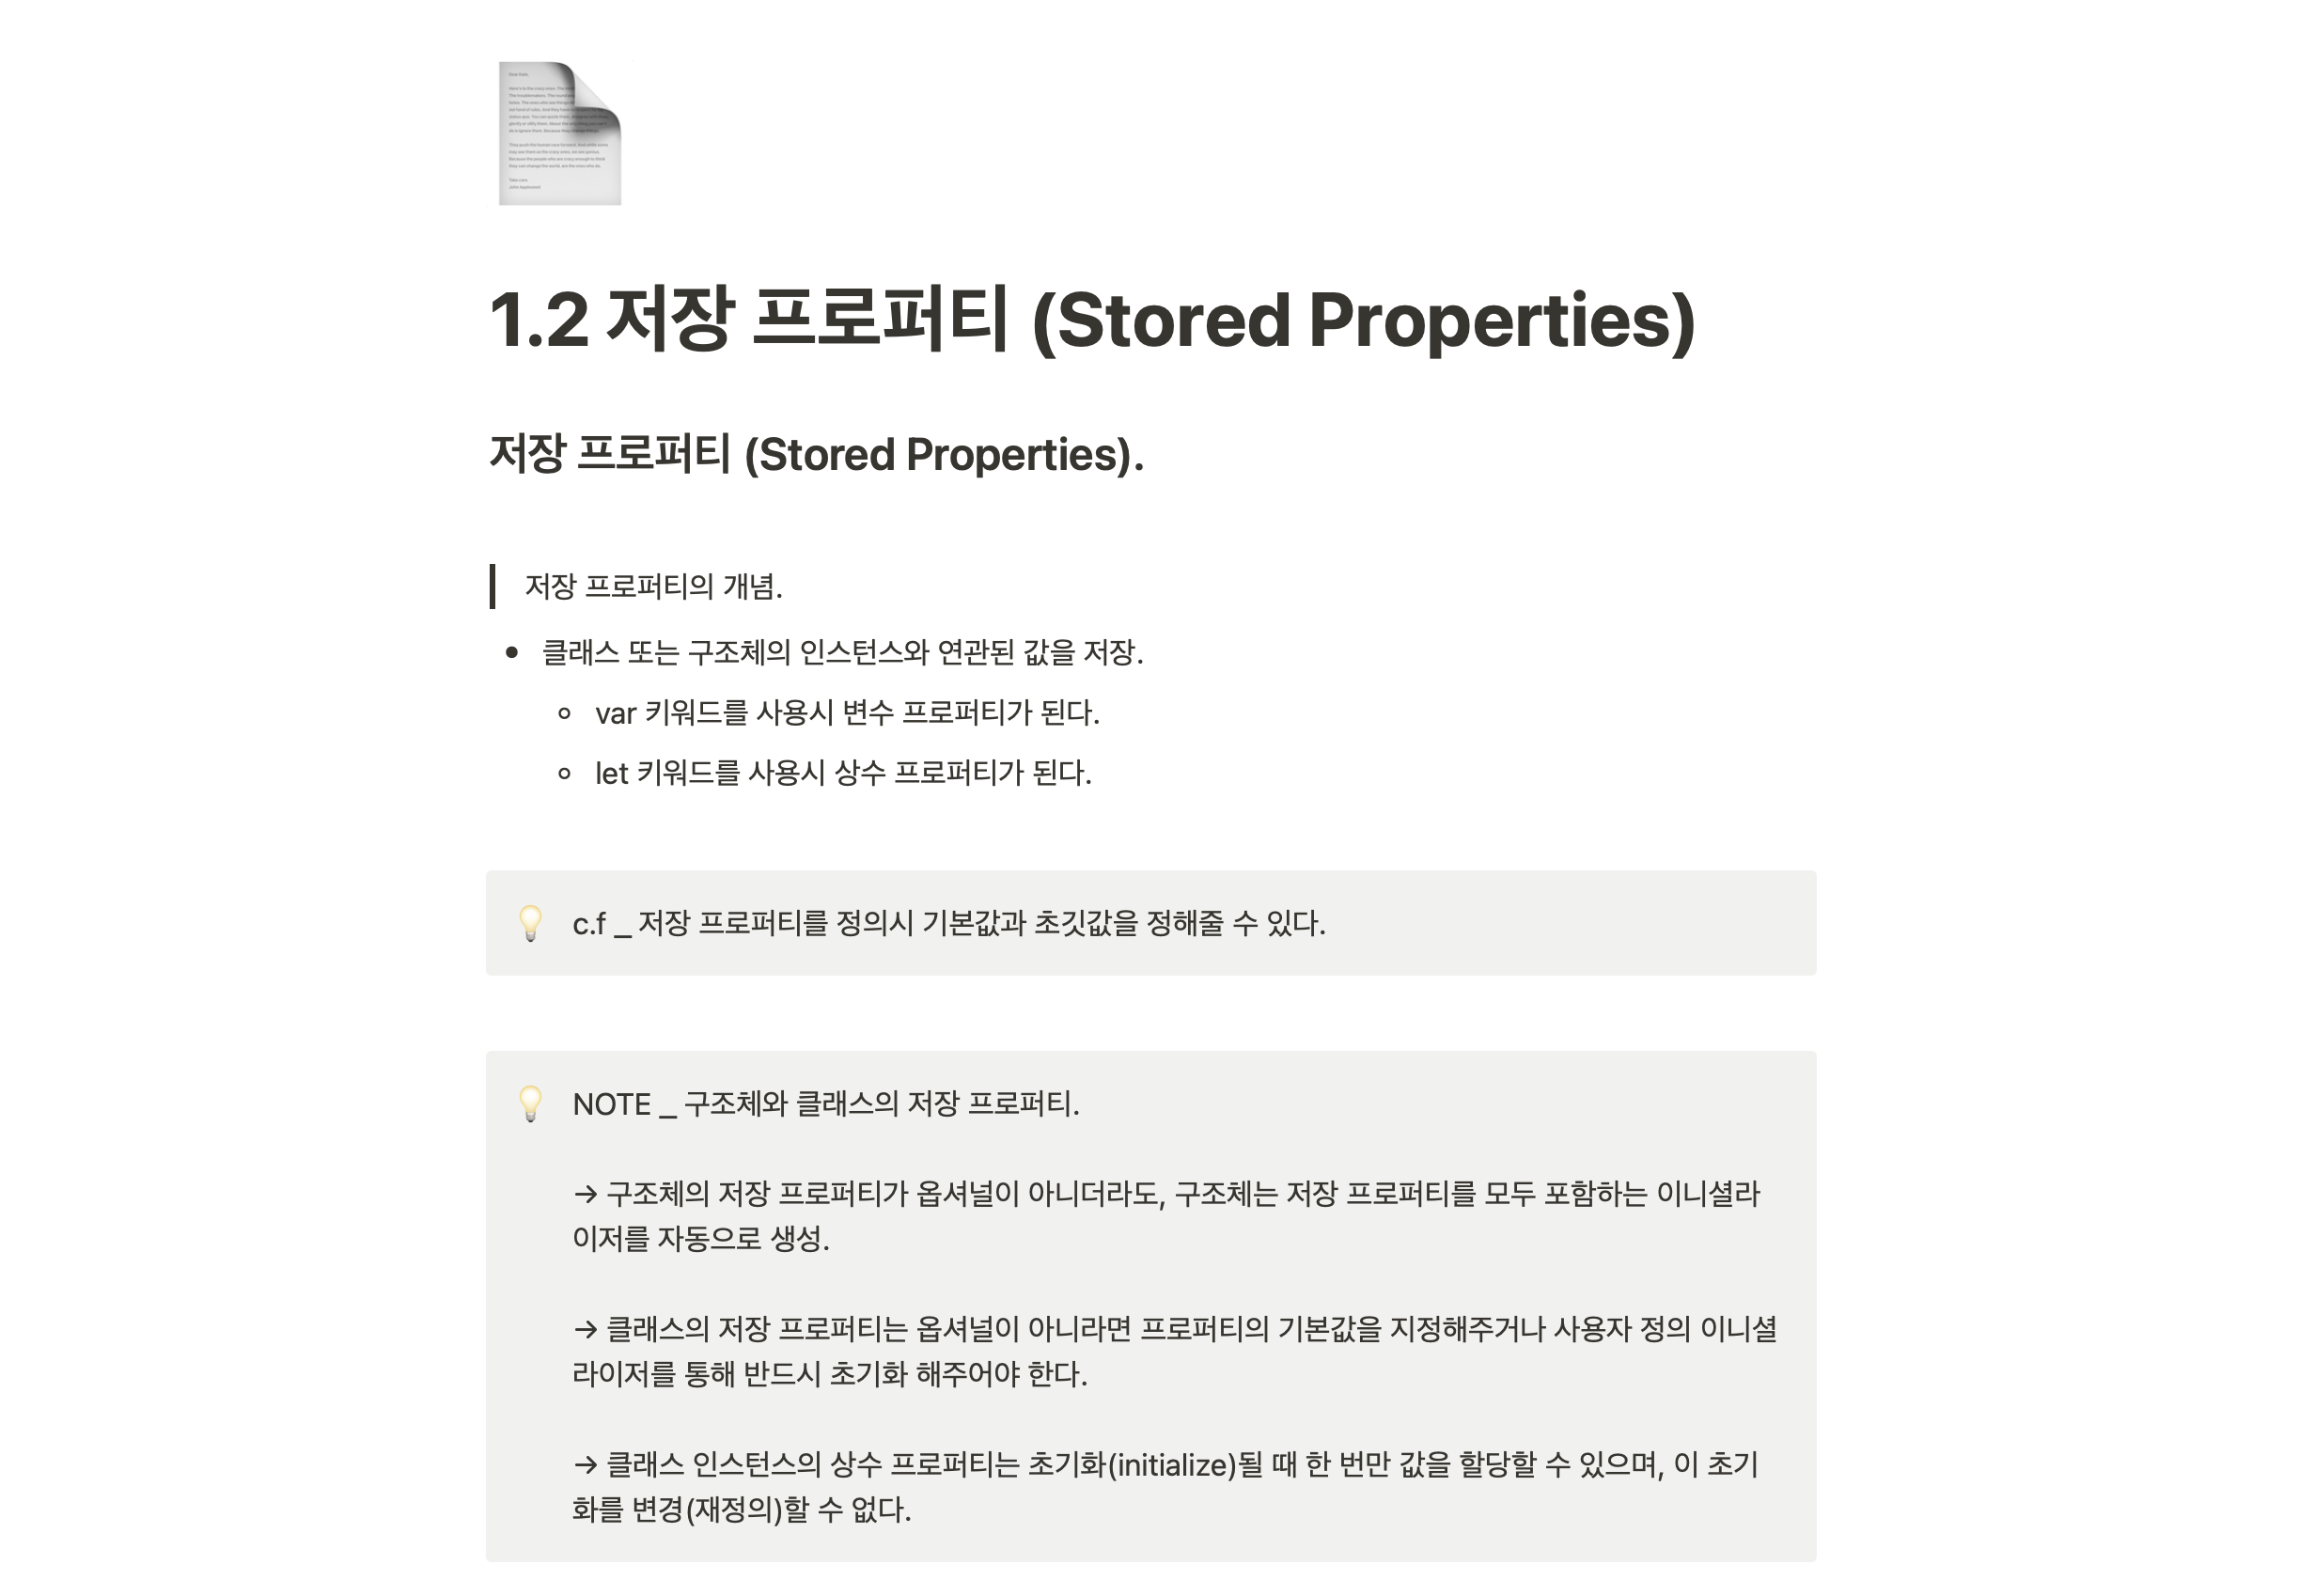 1.2 저장 프로퍼티 (Stored Properties)
저장 프로퍼티 (Stored Properties).
저장 프로퍼티의 개념.
• 클래스 또는 구조체의 인스턴스와 연관된 값을 저장.
◦ var 키워드를 사용시 변수 프로퍼티가 된다.
◦ let 키워드를 사용시 상수 프로퍼티가 된다.
c.f _ 저장 프로퍼티를 정의시 기본값과 초깃값을 정해줄 수 있다.
NOTE _ 구조체와 클래스의 저장 프로퍼티.
→ 구조체의 저장 프로퍼티가 옵셔널이 아니더라도, 구조체는 저장 프로퍼티를 모두 포함하는 이니셜라
이저를 자동으로 생성.
→ 클래스의 저장 프로퍼티는 옵셔널이 아니라면 프로퍼티의 기본값을 지정해주거나 사용자 정의 이니셜
라이저를 통해 반드시 초기화 해주어야 한다.
→ 클래스 인스턴스의 상수 프로퍼티는 초기화(initialize)될 때 한 번만 값을 할당할 수 있으며, 이 초기
화를 변경(재정의)할 수 없다.